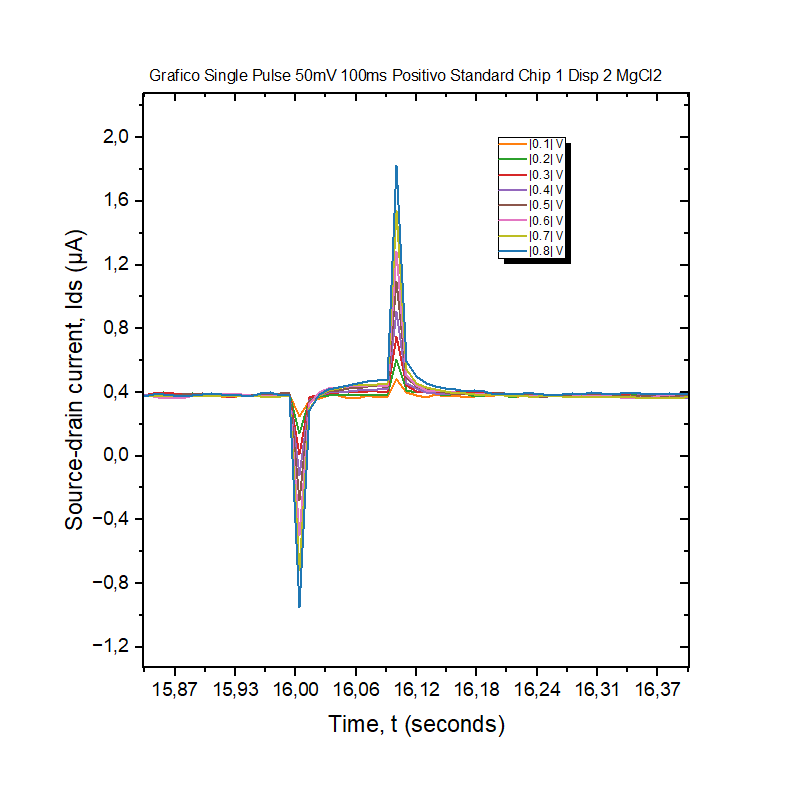 Grafico Single Pulse 50mV 100ms Positivo Standard Chip 1 Disp 2 MgCl2
2,0
1,6
1,2
0,8
0,4
0,0
−0,4
−0,8
−1,2
Source-drain current, Ids (µA)
|0.1| V
|0.2| V
|0.3| V
|0.4| V
|0.5| V
|0.6| V
|0.7| V
|0.8| V
15,87 15,93 16,00 16,06 16,12 16,18 16,24 16,31 16,37
Time, t (seconds)